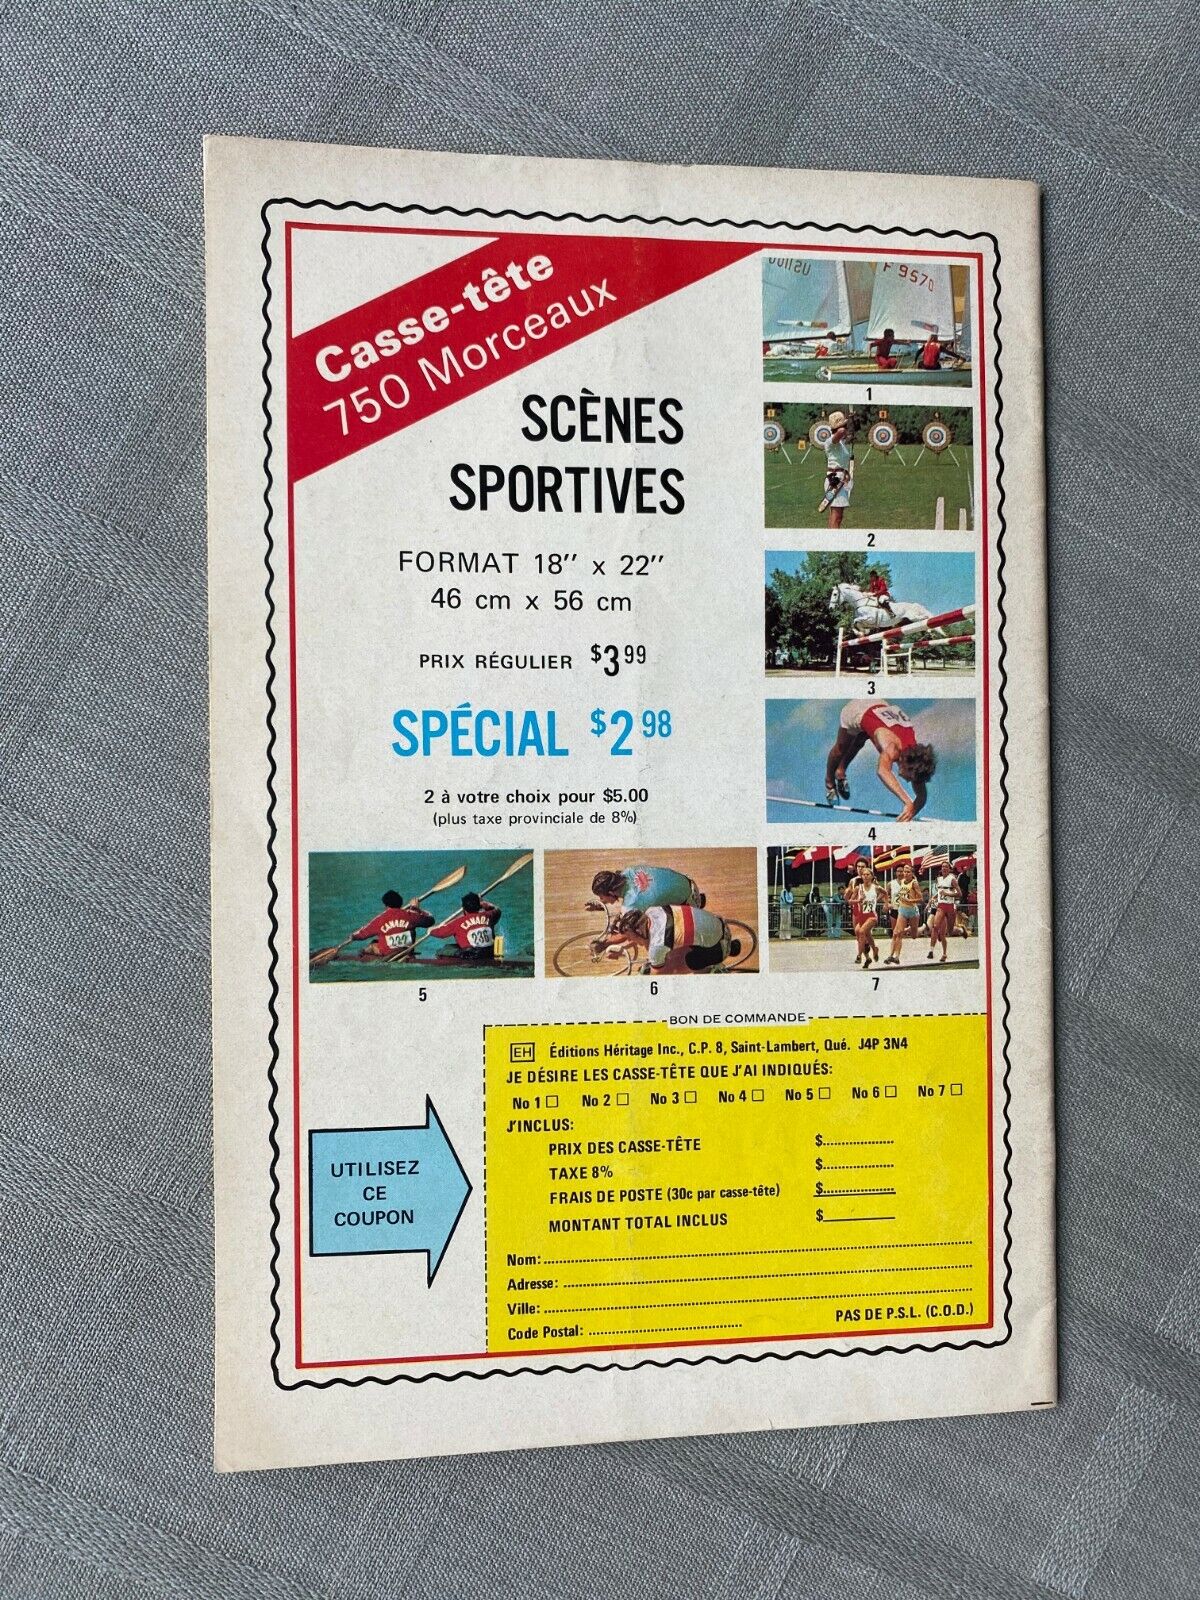 Casse-tête
750 Morceaux
SCÈNES
SPORTIVES
FORMAT 18" x 22"
46 cm x 56 cm
PRIX RÉGULIER $3 99
SPÉCIAL $2 98
2 à votre choix pour $5.00
(plus taxe provinciale de 8%)
F 9570
1
2
3
4
CANADA
CANADA
236
5
6
7
BON DE COMMANDE
EH Éditions Héritage Inc., C.P. 8, Saint-Lambert, Qué. J4P 3N4
JE DÉSIRE LES CASSE-TÊTE QUE J'AI INDIQUÉS:
No 1 □ No 2 □ No 3 □ No 4 □ No 5 □ No 6 □ No 7 □
J'INCLUS:
PRIX DES CASSE-TÊTE $....................
TAXE 8% $....................
FRAIS DE POSTE (30c par casse-tête) $....................
MONTANT TOTAL INCLUS $__________
Nom:....................
Adresse:....................
Ville:....................
Code Postal:....................
PAS DE P.S.L. (C.O.D.)
UTILISEZ
CE
COUPON